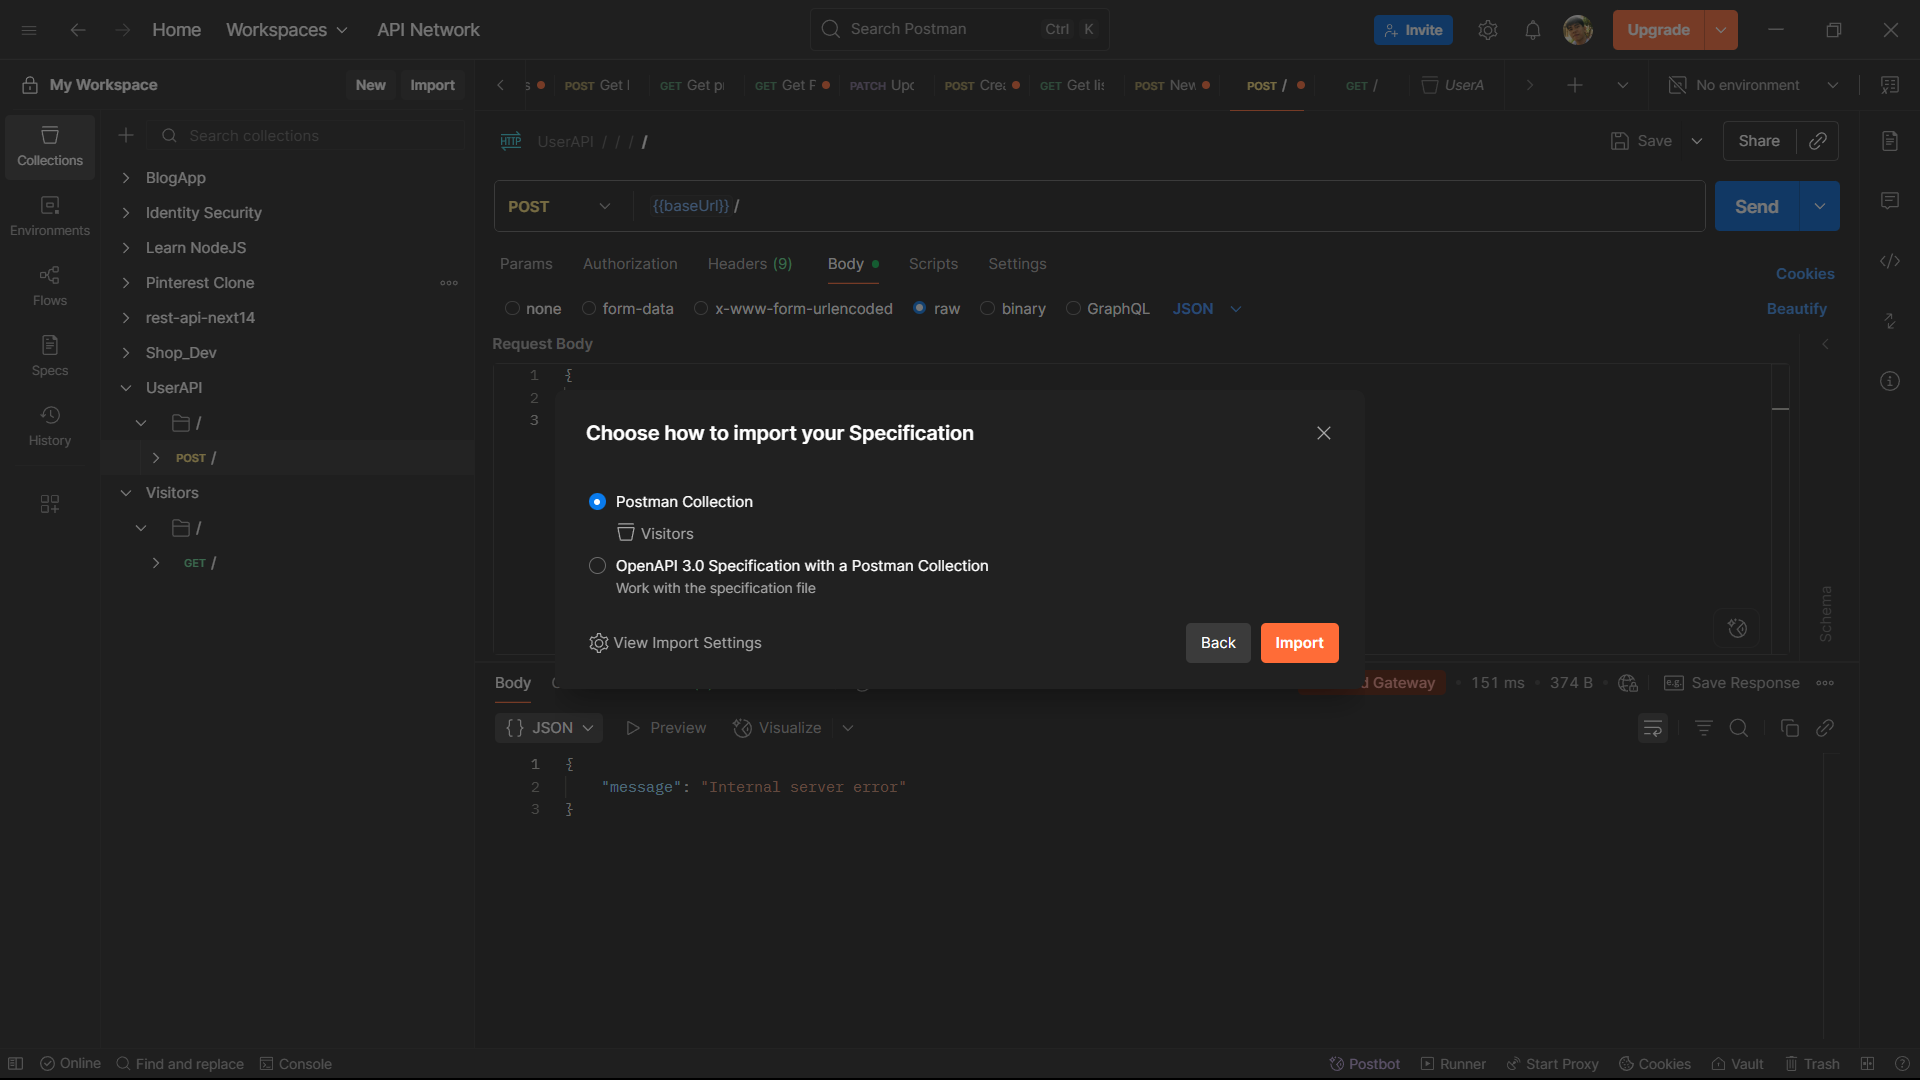 Home Workspaces API Network Search Postman Ctrl K Invite Upgrade
My Workspace New Import s POST Get GET Get p GET Get F PATCH Upc POST Crea GET Get lis POST New POST / GET / UserA No environment
Collections
Search collections
UserAPI / / / /
Save Share
BlogApp
Identity Security
Learn NodeJS
Pinterest Clone
rest-api-next14
Shop_Dev
UserAPI
/
POST /
Visitors
/
GET /
Environments
Flows
Specs
History
POST {{baseUrl}} / Send
Params Authorization Headers (9) Body Scripts Settings Cookies
none form-data x-www-form-urlencoded raw binary GraphQL JSON Beautify
Request Body
1 {
2
3
Schema
Choose how to import your Specification
Postman Collection
Visitors
OpenAPI 3.0 Specification with a Postman Collection
Work with the specification file
View Import Settings Back Import
Body d Gateway 151 ms 374 B e.g. Save Response
{} JSON Preview Visualize
1 {
2 "message": "Internal server error"
3 }
Online Find and replace Console Postbot Runner Start Proxy Cookies Vault Trash